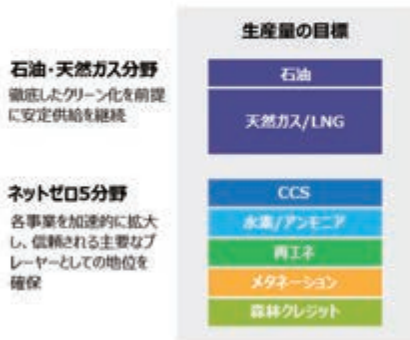 生産量の目標
石油・天然ガス分野
徹底したクリーン化を前提
に安定供給を継続
石油
天然ガス/LNG
ネットゼロ5分野
各事業を加速的に拡大
し、信頼される主要なプ
レーヤーとしての地位を
確保
CCS
水素/アンモニア
再エネ
メタネーション
森林クレジット